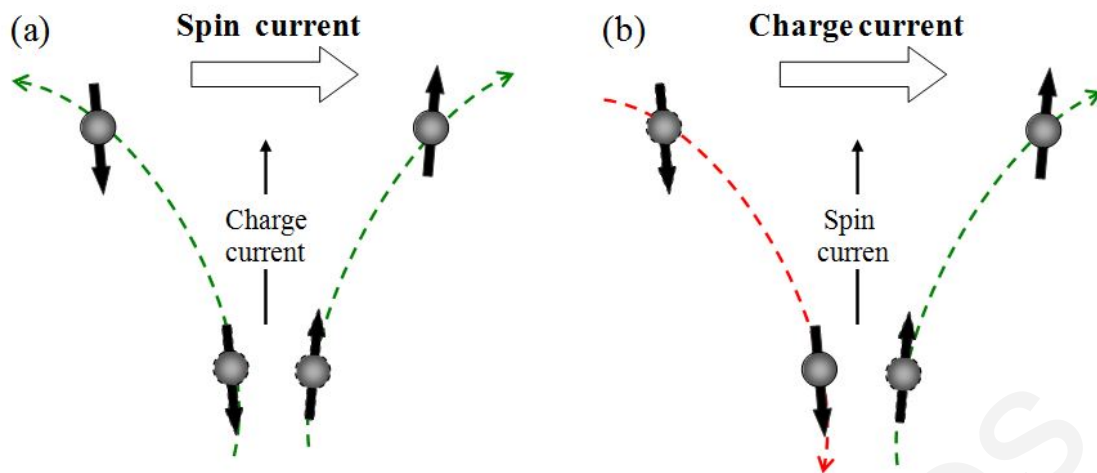 (a)
Spin current
Charge
current
(b)
Charge current
Spin
curren